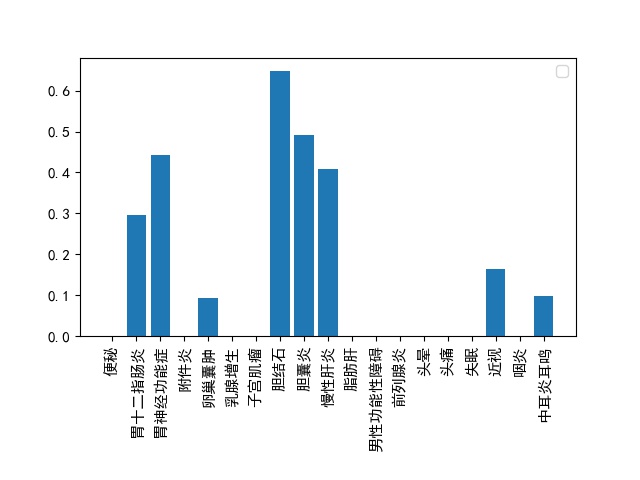 0.6
0.5
0.4
0.3
0.2
0.1
0.0
便秘
胃十二指肠炎
胃神经功能症
附件炎
卵巢囊肿
乳腺增生
子宫肌瘤
胆结石
胆囊炎
慢性肝炎
脂肪肝
男性功能性障碍
前列腺炎
头晕
头痛
失眠
近视
咽炎
中耳炎耳鸣